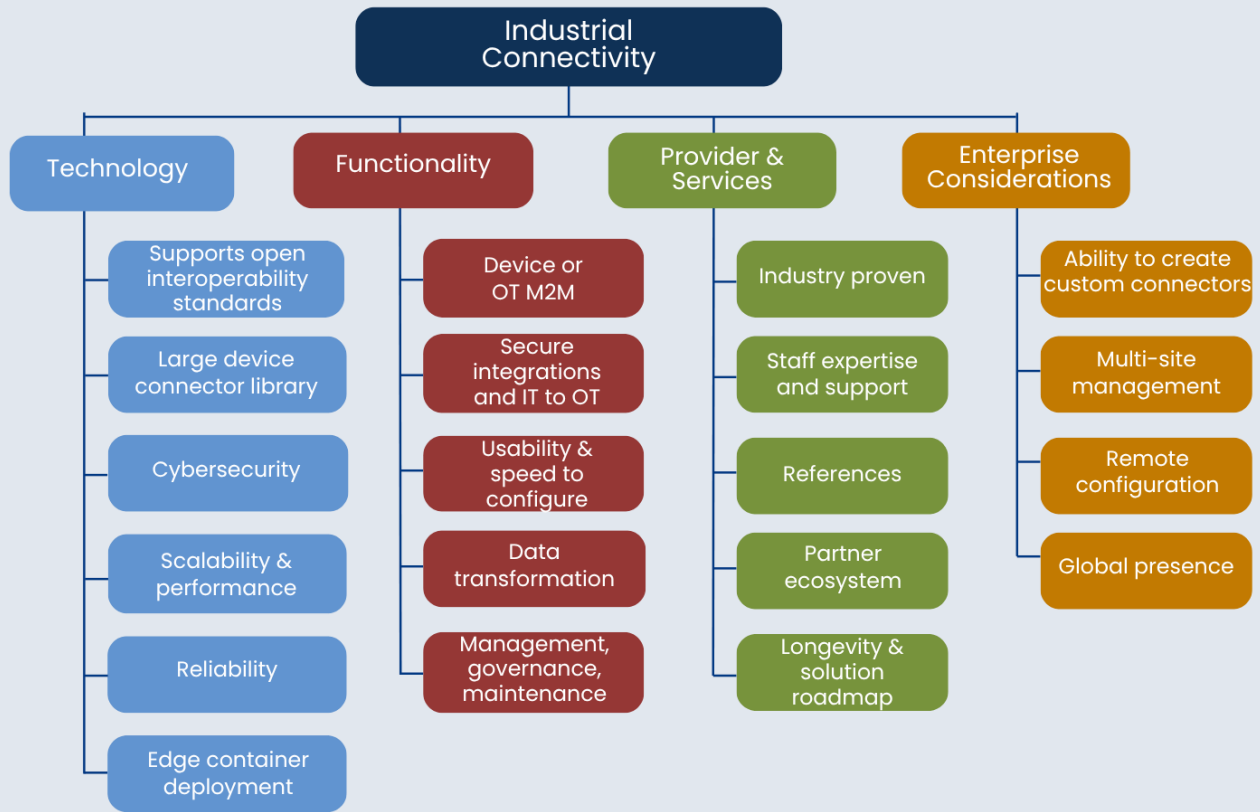 Industrial
Connectivity
Technology
Functionality
Provider &
Services
Enterprise
Considerations
Supports open
interoperability
standards
Large device
connector library
Cybersecurity
Scalability &
performance
Reliability
Edge container
deployment
Device or
OT M2M
Secure
integrations
and IT to OT
Usability &
speed to
configure
Data
transformation
Management,
governance,
maintenance
Industry proven
Staff expertise
and support
References
Partner
ecosystem
Longevity &
solution
roadmap
Ability to create
custom connectors
Multi-site
management
Remote
configuration
Global presence